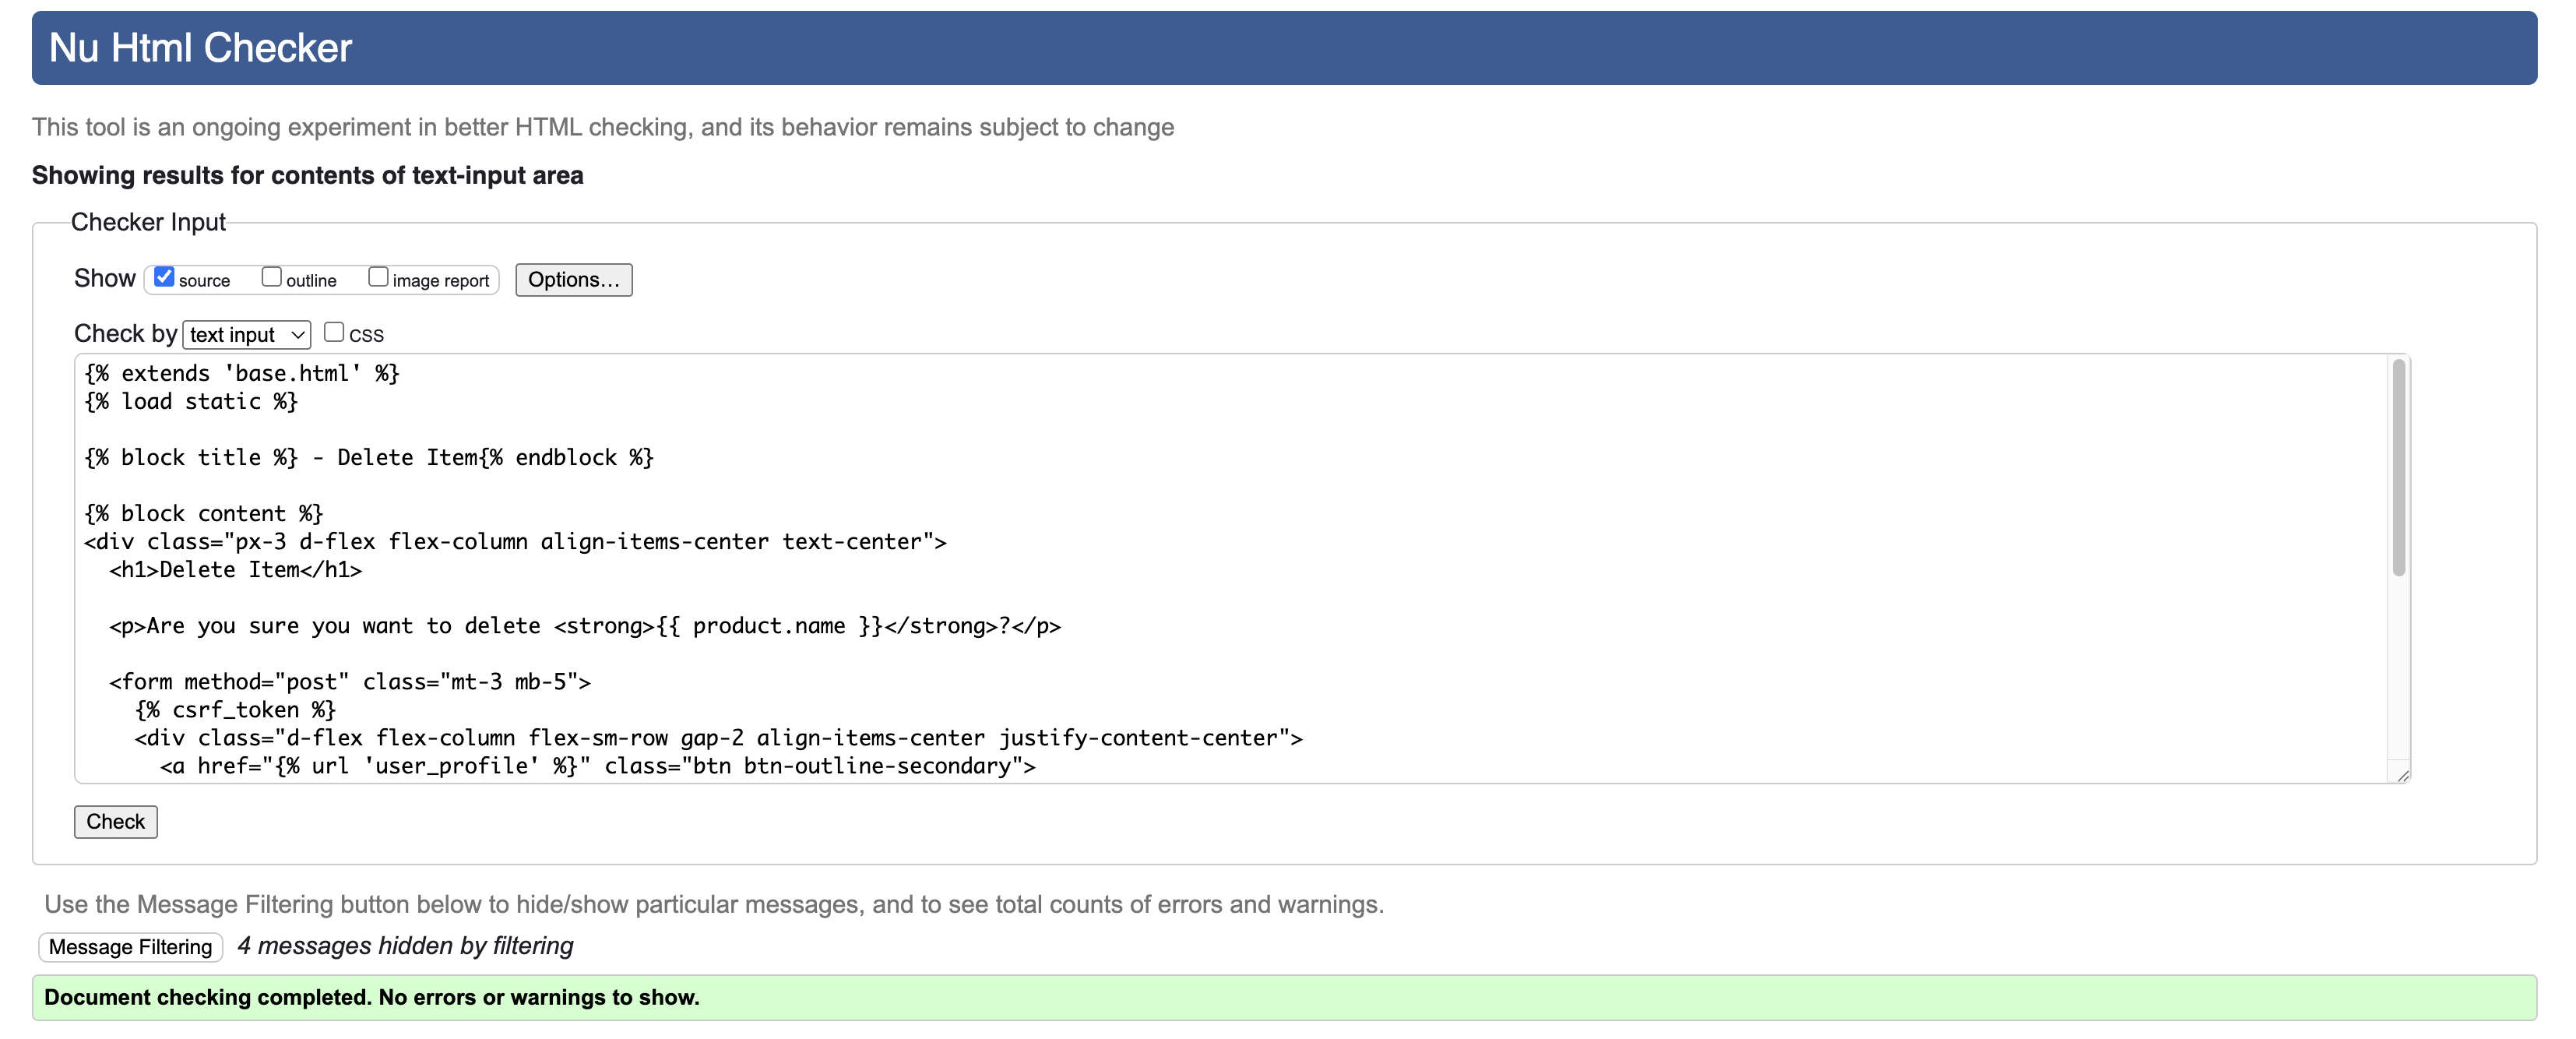 Nu Html Checker
This tool is an ongoing experiment in better HTML checking, and its behavior remains subject to change
Showing results for contents of text-input area
Checker Input
Show source outline image report Options...
Check by text input CSS
{% extends 'base.html' %}
{% load static %}
{% block title %} - Delete Item{% endblock %}
{% block content %}
<div class="px-3 d-flex flex-column align-items-center text-center">
<h1>Delete Item</h1>
<p>Are you sure you want to delete <strong>{{ product.name }}</strong>?</p>
<form method="post" class="mt-3 mb-5">
{% csrf_token %}
<div class="d-flex flex-column flex-sm-row gap-2 align-items-center justify-content-center">
<a href="{% url 'user_profile' %}" class="btn btn-outline-secondary">
Check
Use the Message Filtering button below to hide/show particular messages, and to see total counts of errors and warnings.
Message Filtering 4 messages hidden by filtering
Document checking completed. No errors or warnings to show.